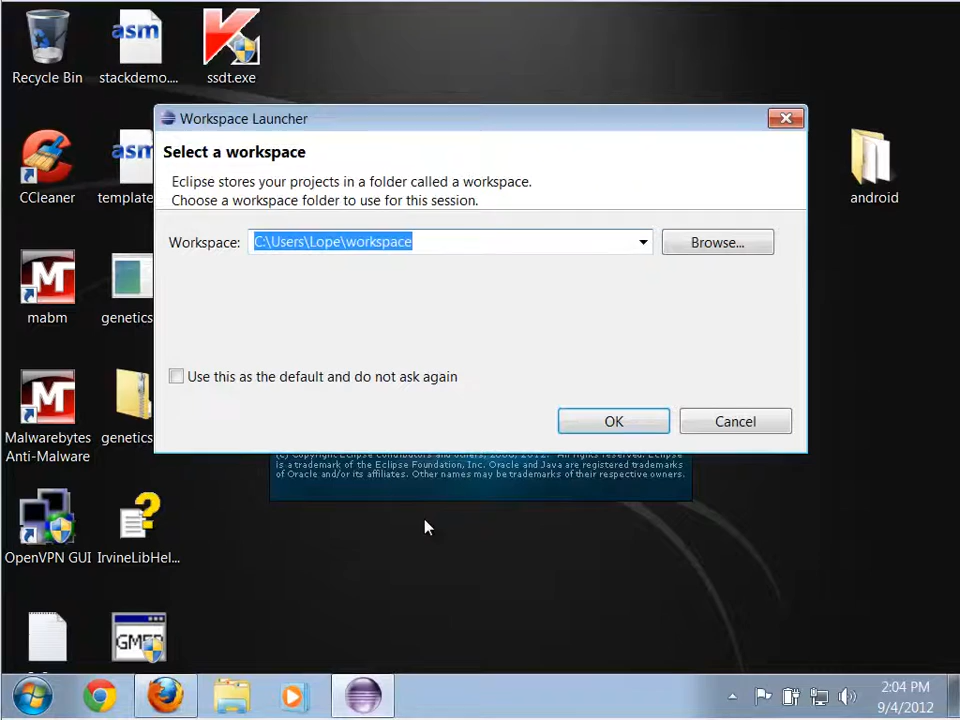 Recycle Bin
stackdemo....
ssdt.exe
CCleaner
template
android
mabm
genetics
Malwarebytes
Anti-Malware
genetics
OpenVPN GUI
IrvineLibHel...
GMER
asm
asm
Workspace Launcher
Select a workspace
Eclipse stores your projects in a folder called a workspace.
Choose a workspace folder to use for this session.
Workspace:
C:\Users\Lope\workspace
Browse...
Use this as the default and do not ask again
OK
Cancel
is a trademark of the Eclipse Foundation, Inc. Oracle and Java are registered trademarks
of Oracle and/or its affiliates. Other names may be trademarks of their respective owners.
2:04 PM
9/4/2012